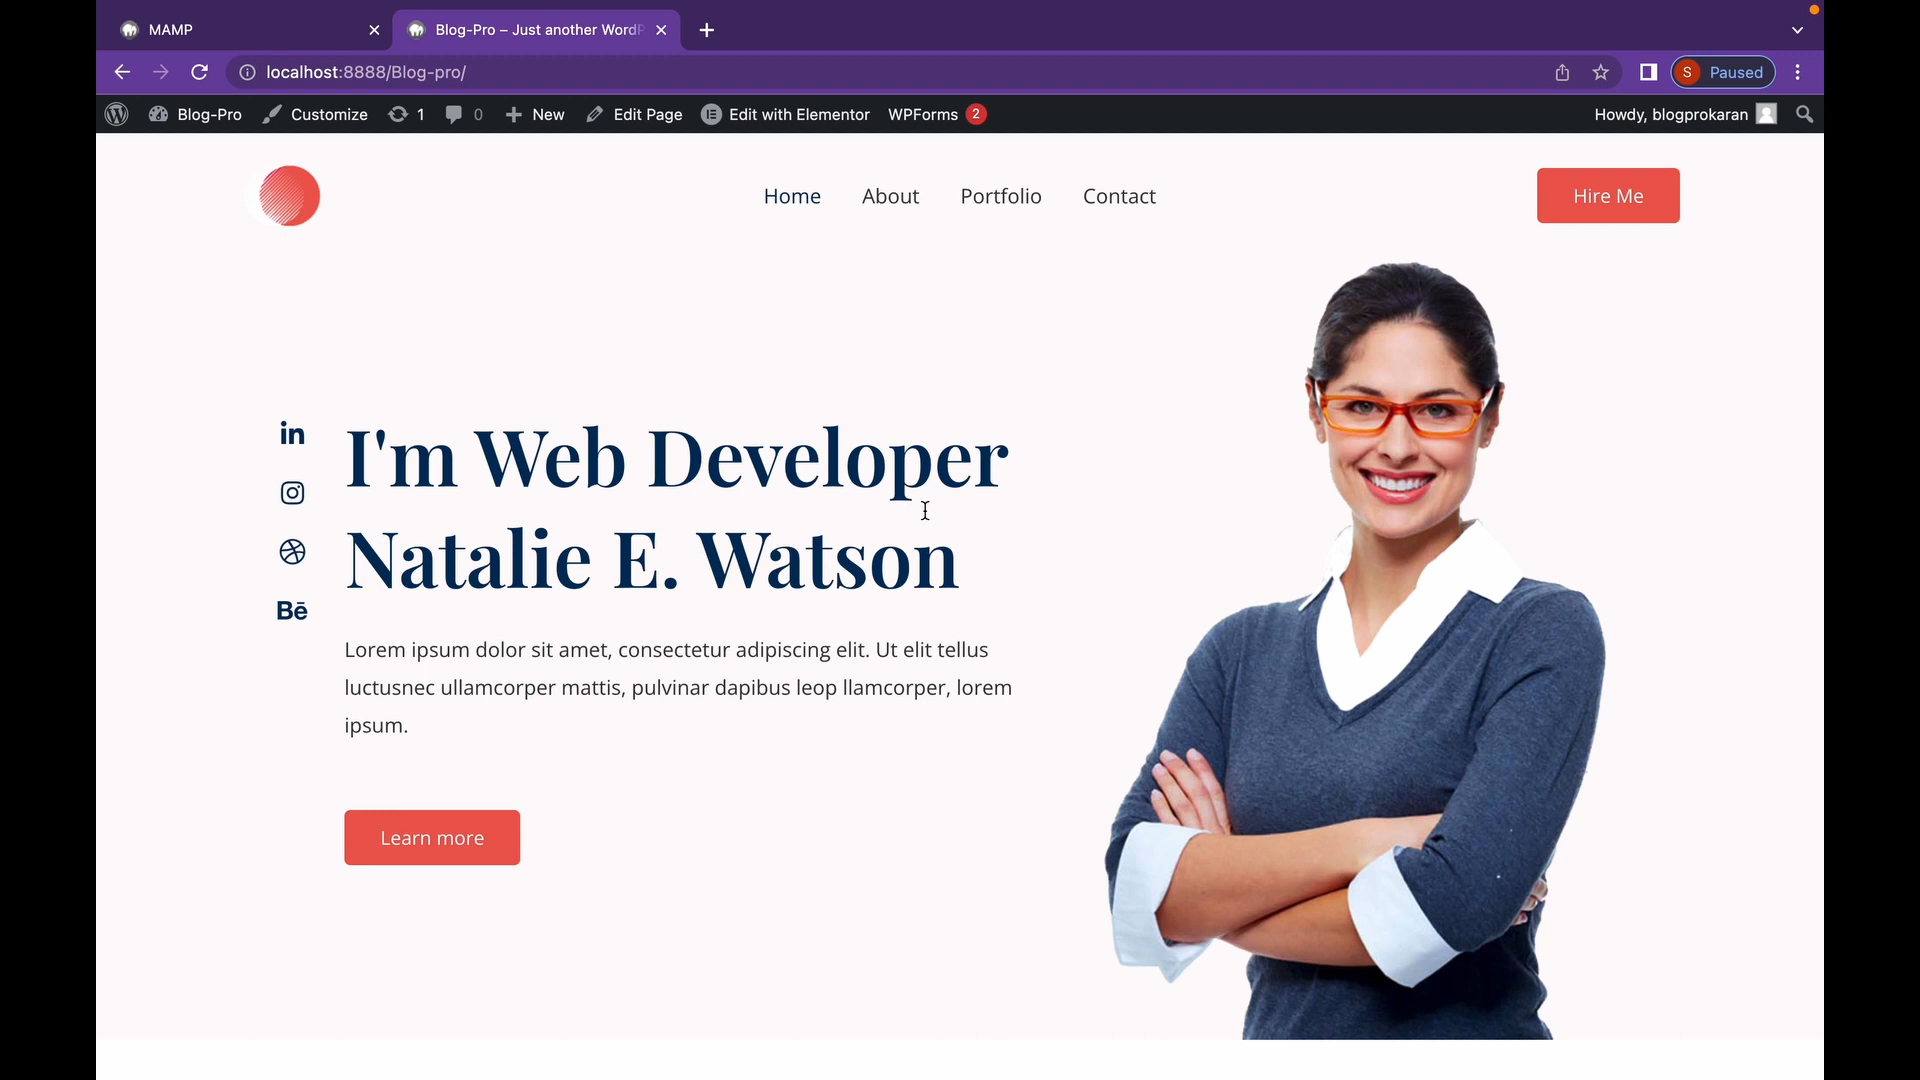 MAMP
Blog-Pro – Just another WordP
localhost:8888/Blog-pro/
S Paused
Blog-Pro Customize 1 0 New Edit Page Edit with Elementor WPForms 2
Howdy, blogprokaran
Home About Portfolio Contact
Hire Me
in
I'm Web Developer
Natalie E. Watson
Bē
Lorem ipsum dolor sit amet, consectetur adipiscing elit. Ut elit tellus
luctusnec ullamcorper mattis, pulvinar dapibus leop llamcorper, lorem
ipsum.
Learn more